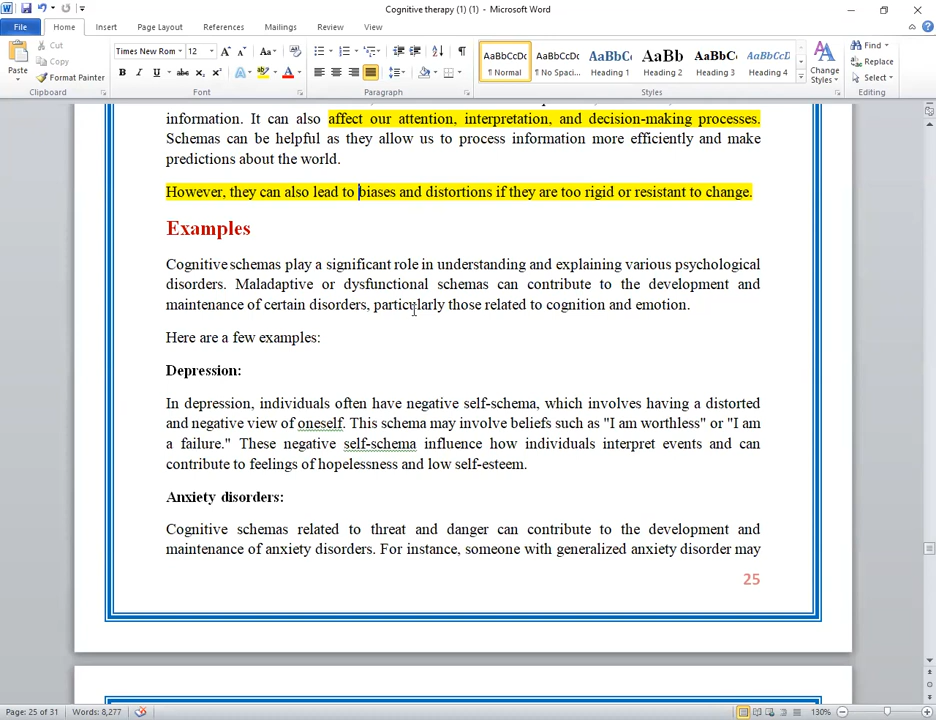 Cognitive therapy (1) (1) - Microsoft Word
File Home Insert Page Layout References Mailings Review View
Paste
Cut
Copy
Format Painter
Times New Rom 12
AaBbCcDc AaBbCcDc AaBbCc AaBbCc AaBbCc AaBbCcDc
¶ Normal ¶ No Spaci... Heading 1 Heading 2 Heading 3 Heading 4
Change Styles
Find
Replace
Select
Clipboard Font Paragraph Styles Editing
information. It can also affect our attention, interpretation, and decision-making processes.
Schemas can be helpful as they allow us to process information more efficiently and make
predictions about the world.
However, they can also lead to biases and distortions if they are too rigid or resistant to change.
Examples
Cognitive schemas play a significant role in understanding and explaining various psychological
disorders. Maladaptive or dysfunctional schemas can contribute to the development and
maintenance of certain disorders, particularly those related to cognition and emotion.
Here are a few examples:
Depression:
In depression, individuals often have negative self-schema, which involves having a distorted
and negative view of oneself. This schema may involve beliefs such as "I am worthless" or "I am
a failure." These negative self-schema influence how individuals interpret events and can
contribute to feelings of hopelessness and low self-esteem.
Anxiety disorders:
Cognitive schemas related to threat and danger can contribute to the development and
maintenance of anxiety disorders. For instance, someone with generalized anxiety disorder may
25
Page: 25 of 31 Words: 8,277 130%